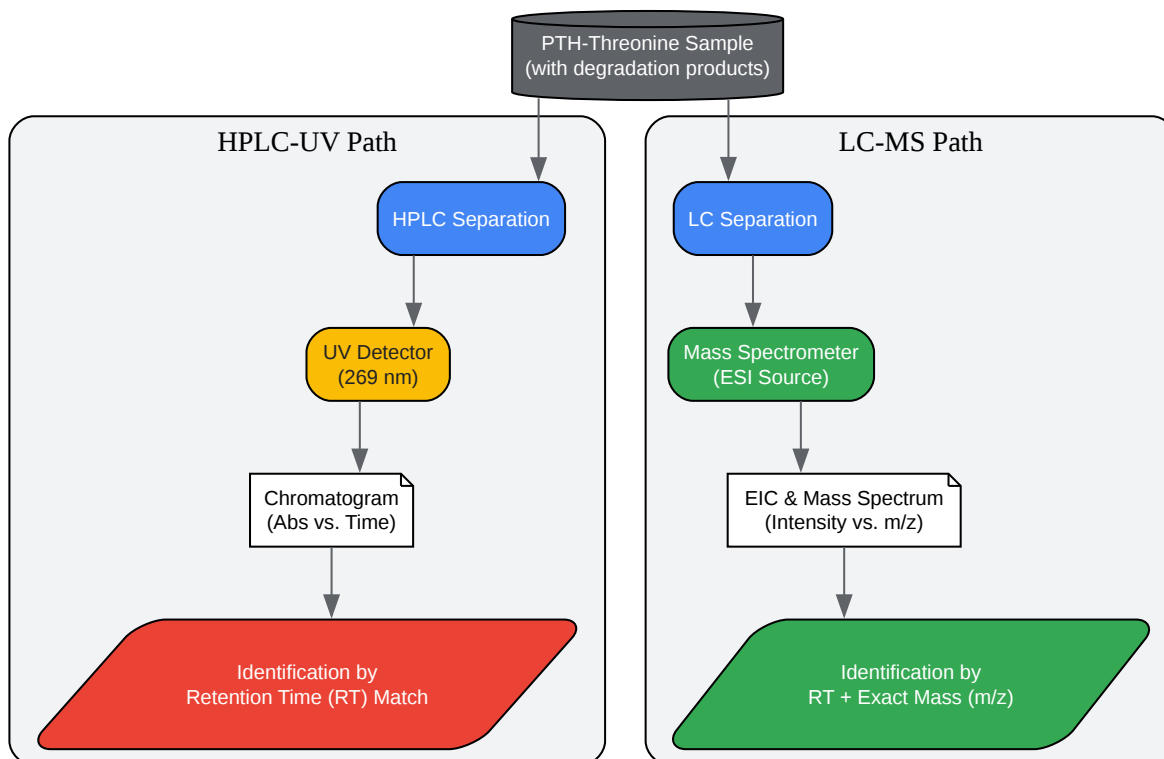 PTH-Threonine Sample
(with degradation products)
HPLC-UV Path
HPLC Separation
UV Detector
(269 nm)
Chromatogram
(Abs vs. Time)
Identification by
Retention Time (RT) Match
LC-MS Path
LC Separation
Mass Spectrometer
(ESI Source)
EIC & Mass Spectrum
(Intensity vs. m/z)
Identification by
RT + Exact Mass (m/z)